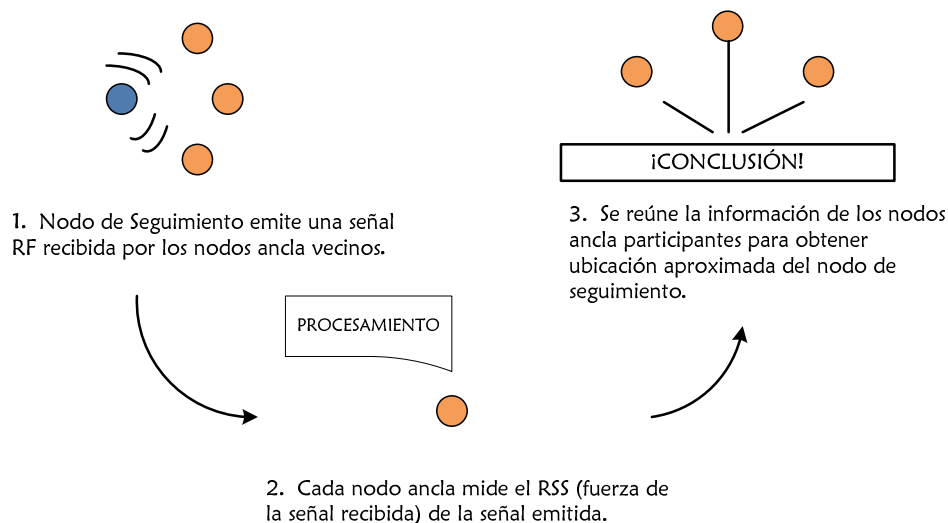 1. Nodo de Seguimiento emite una señal
RF recibida por los nodos ancla vecinos.
PROCESAMIENTO
2. Cada nodo ancla mide el RSS (fuerza de
la señal recibida) de la señal emitida.
¡CONCLUSIÓN!
3. Se reúne la información de los nodos
ancla participantes para obtener
ubicación aproximada del nodo de
seguimiento.